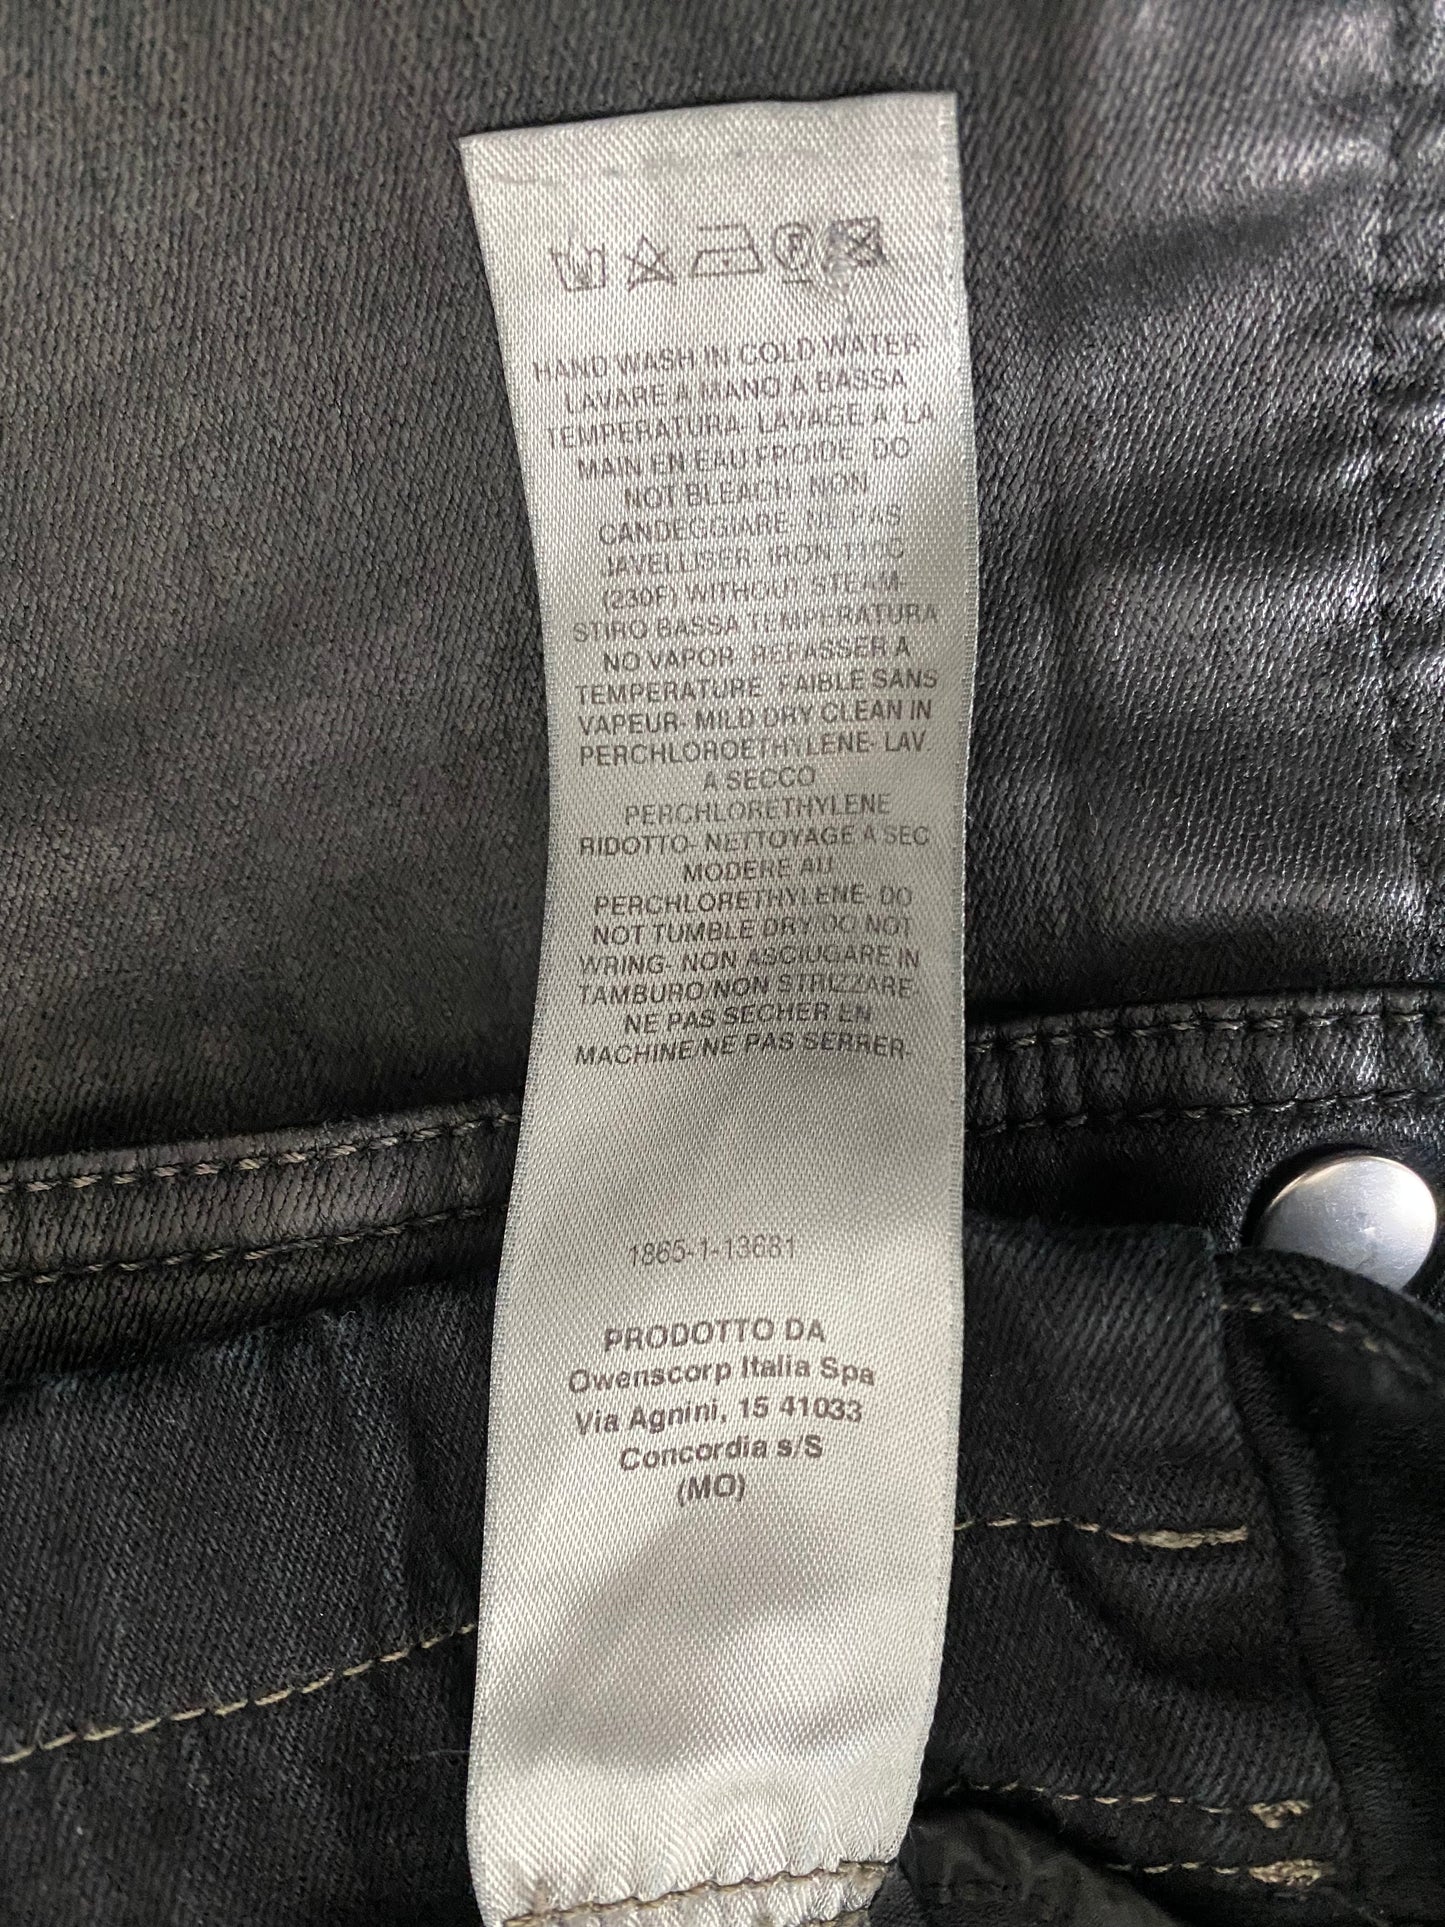 HAND WASH IN COLD WATER-
LAVARE A MANO A BASSA
TEMPERATURA- LAVAGE A LA
MAIN EN EAU FROIDE- DO
NOT BLEACH- NON
CANDEGGIARE- NE PAS
JAVELLISER- IRON 110C
(230F) WITHOUT STEAM-
STIRO BASSA TEMPERATURA
NO VAPOR- REPASSER A
TEMPERATURE FAIBLE SANS
VAPEUR- MILD DRY CLEAN IN
PERCHLOROETHYLENE- LAV.
A SECCO
PERCHLORETHYLENE
RIDOTTO- NETTOYAGE A SEC
MODERE AU
PERCHLORETHYLENE- DO
NOT TUMBLE DRY/DO NOT
WRING- NON ASCIUGARE IN
TAMBURO/NON STRIZZARE-
NE PAS SECHER EN
MACHINE/NE PAS SERRER-
1865-1-13681
PRODOTTO DA
Owenscorp Italia Spa
Via Agnini, 15 41033
Concordia s/S
(MO)